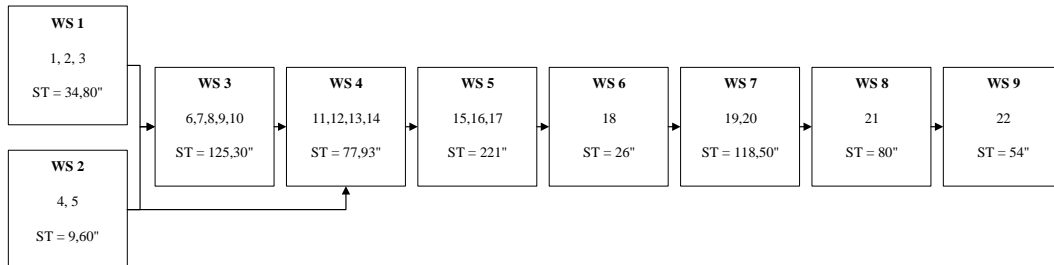 WS 1
1, 2, 3
ST = 34,80"
WS 2
4, 5
ST = 9,60"
WS 3
6,7,8,9,10
ST = 125,30"
WS 4
11,12,13,14
ST = 77,93"
WS 5
15,16,17
ST = 221"
WS 6
18
ST = 26"
WS 7
19,20
ST = 118,50"
WS 8
21
ST = 80"
WS 9
22
ST = 54"